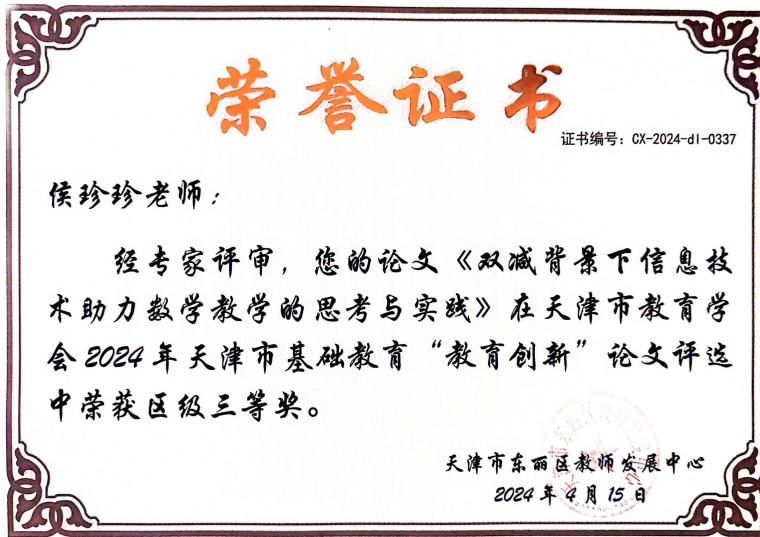 荣誉证书
证书编号：CX-2024-dl-0337
侯珍珍老师：
经专家评审，您的论文《双减背景下信息技
术助力数学教学的思考与实践》在天津市教育学
会2024年天津市基础教育“教育创新”论文评选
中荣获区级三等奖。
天津市东丽区教师发展中心
2024年4月15日